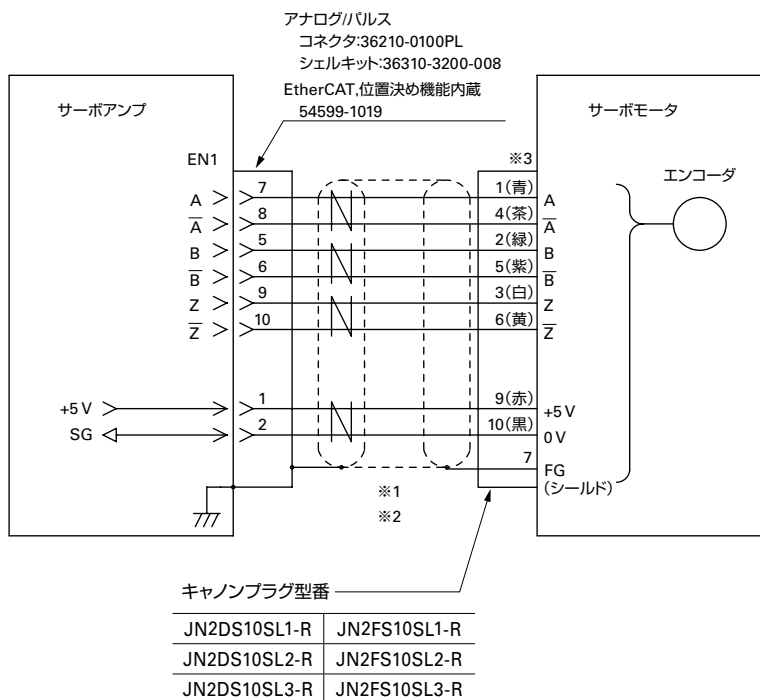 アナログ/パルス
コネクタ:36210-0100PL
シェルキット:36310-3200-008
EtherCAT,位置決め機能内蔵
54599-1019
サーボアンプ
サーボモータ
EN1
※3
エンコーダ
A 7 1(青) A
A̅ 8 4(茶) A̅
B 5 2(緑) B
B̅ 6 5(紫) B̅
Z 9 3(白) Z
Z̅ 10 6(黄) Z̅
+5V 1 9(赤) +5V
SG 2 10(黒) 0V
7 FG
(シールド)
※1
※2
キャノンプラグ型番
JN2DS10SL1-R JN2FS10SL1-R
JN2DS10SL2-R JN2FS10SL2-R
JN2DS10SL3-R JN2FS10SL3-R